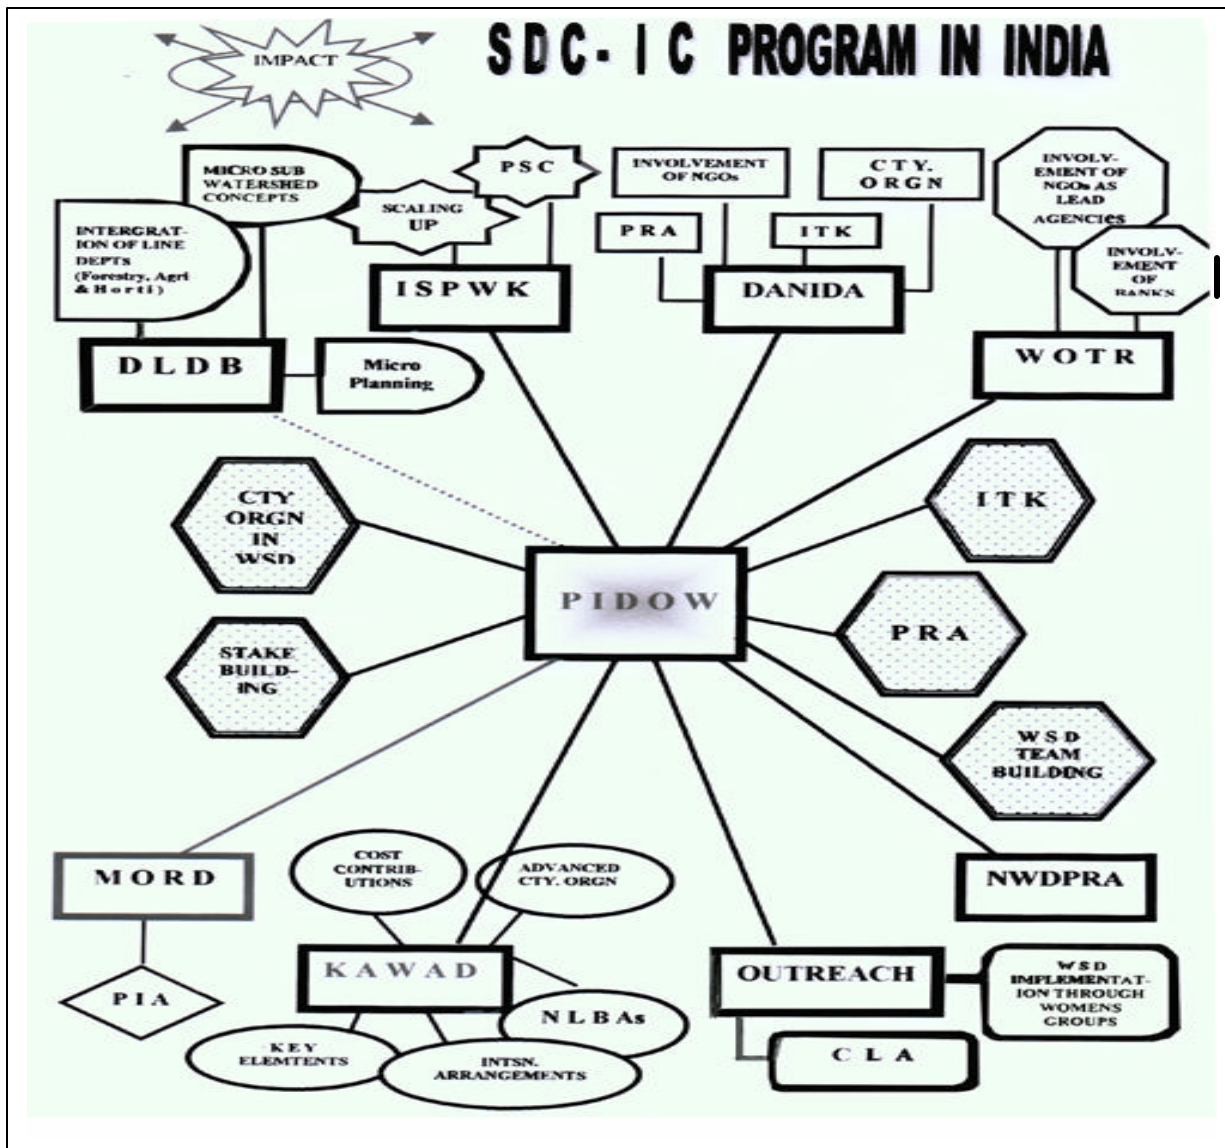 SDC- IC PROGRAM IN INDIA
IMPACT
MICRO SUB
WATERSHED
CONCEPTS
PSC
SCALING
UP
INVOLVEMENT
OF NGOs
CTY.
ORGN
INVOLV-
EMENT OF
NGOs AS
LEAD
AGENCIES
INTERGRAT-
ION OF LINE
DEPTS
(Forestry, Agri
& Horti)
PRA
ITK
INVOLV-
EMENT
OF
BANKS
ISPWK
DANIDA
WOTR
DLDB
Micro
Planning
CTY
ORGN
IN
WSD
ITK
PIDOW
PRA
STAKE
BUILD-
ING
WSD
TEAM
BUILDING
MORD
COST
CONTRIB-
UTIONS
ADVANCED
CTY. ORGN
NWDPRA
PIA
KAWAD
OUTREACH
WSD
IMPLEMENTAT-
ION THROUGH
WOMENS
GROUPS
NLBAs
KEY
ELEMTENTS
INTSN.
ARRANGEMENTS
CLA